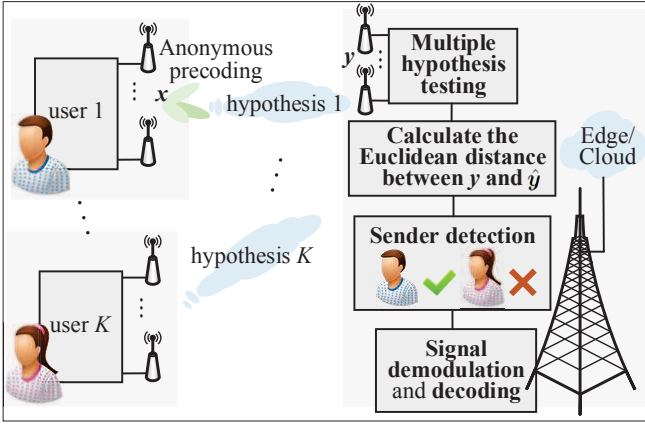 Anonymous
precoding
user 1
⋮
x
hypothesis 1
y
⋮
Multiple
hypothesis
testing
Calculate the
Euclidean distance
between y and ŷ
Edge/
Cloud
Sender detection
hypothesis K
user K
⋮
Signal
demodulation
and decoding